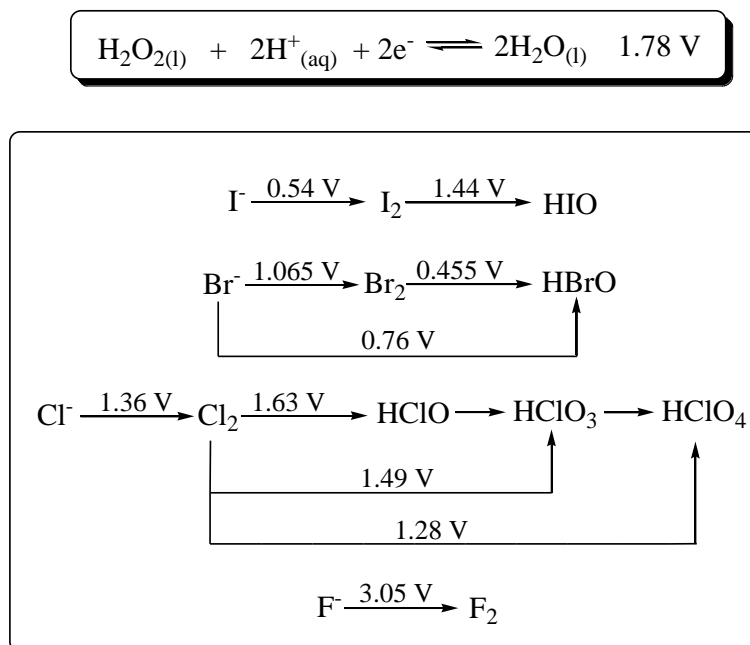 H₂O₂(l) + 2H⁺(aq) + 2e⁻ ⇌ 2H₂O(l) 1.78 V
0.54 V 1.44 V
I⁻ I₂ HIO
1.065 V 0.455 V
Br⁻ Br₂ HBrO
0.76 V
1.36 V 1.63 V
Cl⁻ Cl₂ HClO HClO₃ HClO₄
1.49 V
1.28 V
3.05 V
F⁻ F₂